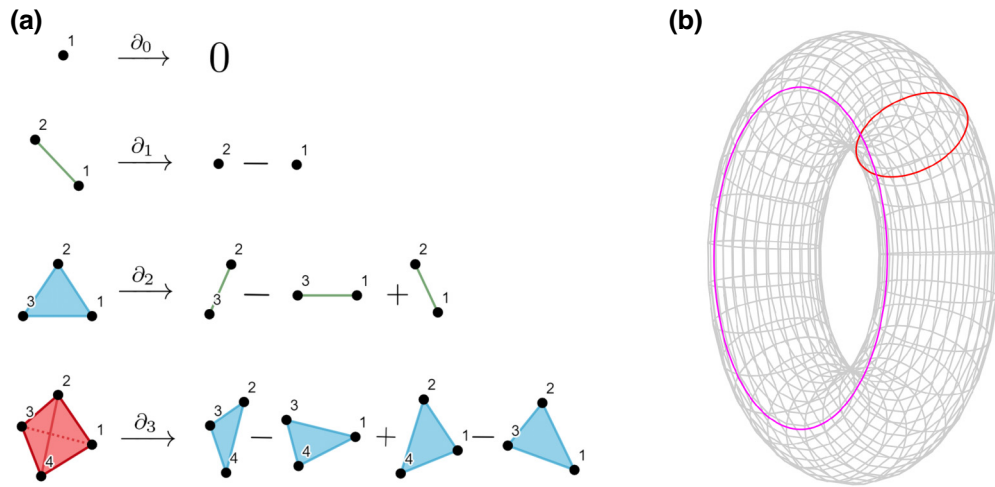 (a)
1 ∂₀ 0
2 1 ∂₁ 2 − 1
2 3 1 ∂₂ 2 3 − 3 1 + 2 1
2 3 1 4 ∂₃ 2 3 4 − 3 1 4 + 2 1 4 − 2 3 1
(b)